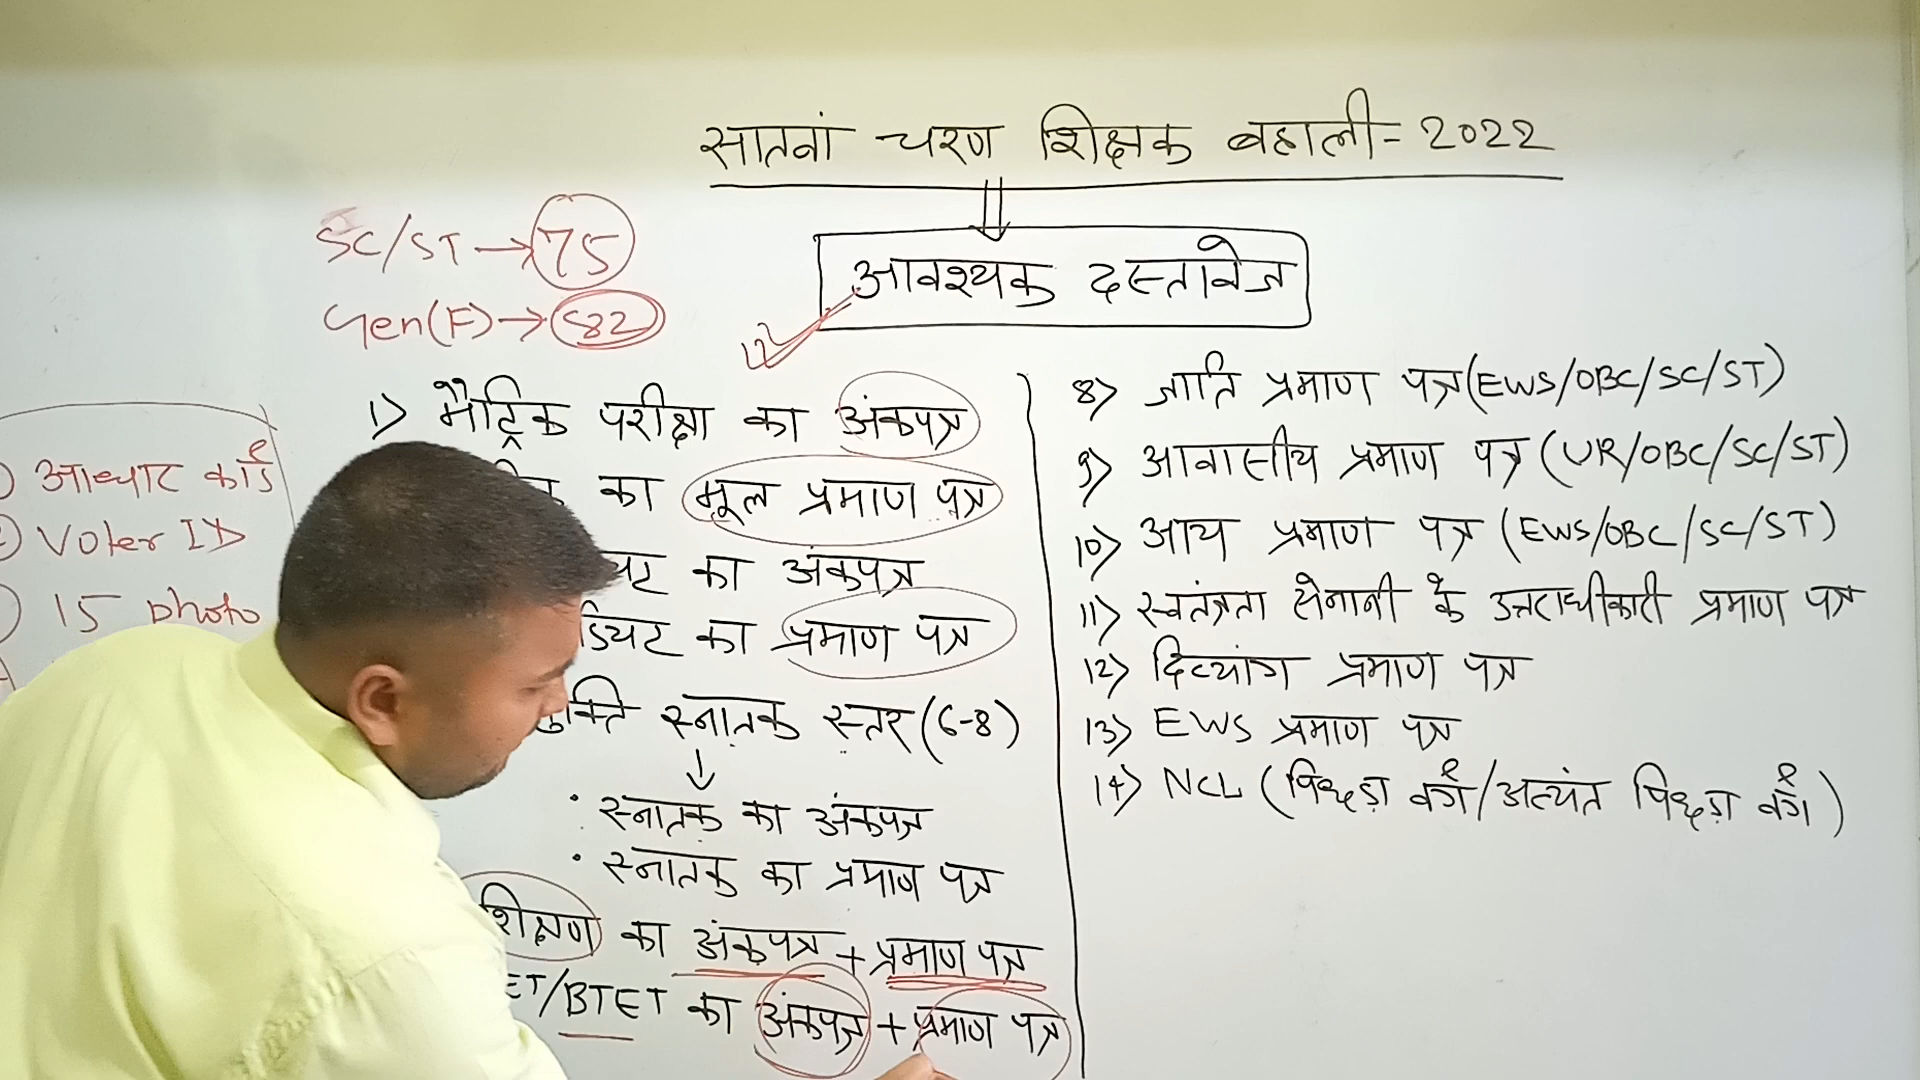 सातवां चरण शिक्षक बहाली-2022
आवश्यक दस्तावेज
SC/ST → 75
Gen(F) → 82
आधार कार्ड
Voter ID
15 photo
1) मैट्रिक परीक्षा का अंकपत्र
का मूल प्रमाण पत्र
का अंकपत्र
का प्रमाण पत्र
स्नातक स्तर (6-8)
↓
• स्नातक का अंकपत्र
• स्नातक का प्रमाण पत्र
का अंकपत्र + प्रमाण पत्र
/BTET का अंकपत्र + प्रमाण पत्र
8) जाति प्रमाण पत्र (EWS/OBC/SC/ST)
9) आवासीय प्रमाण पत्र (UR/OBC/SC/ST)
10) आय प्रमाण पत्र (EWS/OBC/SC/ST)
11) स्वतंत्रता सेनानी के उत्तराधीकारी प्रमाण पत्र
12) दिव्यांग प्रमाण पत्र
13) EWS प्रमाण पत्र
14) NCL (पिछड़ा वर्ग/अत्यंत पिछड़ा वर्ग)